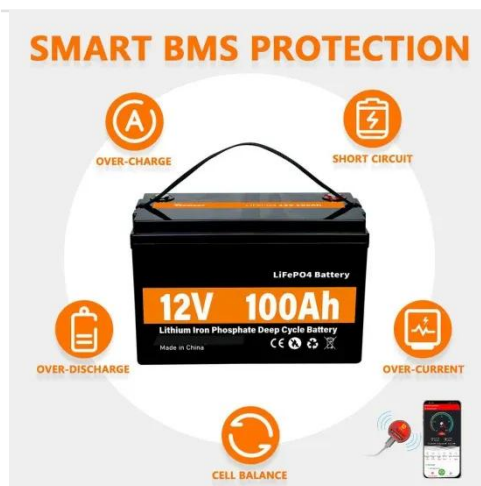 SMART BMS PROTECTION
OVER-CHARGE
SHORT CIRCUIT
LiFePO4 Battery
12V 100Ah
Lithium Iron Phosphate Deep Cycle Battery
Made in China
CE
OVER-DISCHARGE
OVER-CURRENT
CELL BALANCE